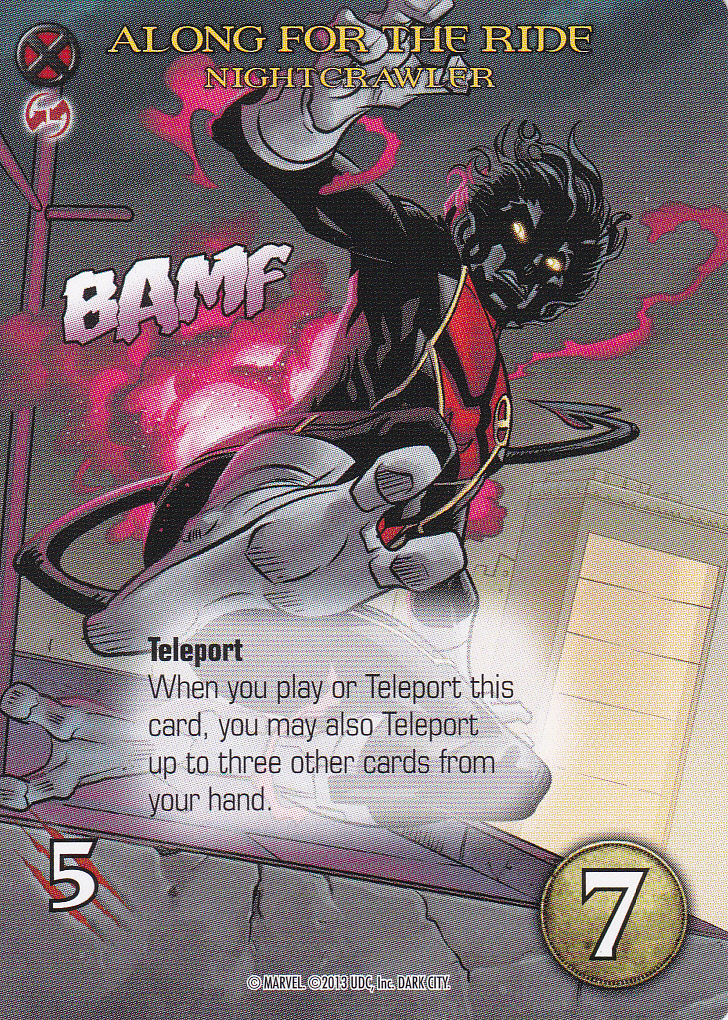 ALONG FOR THE RIDE
NIGHTCRAWLER
BAMF
Teleport
When you play or Teleport this
card, you may also Teleport
up to three other cards from
your hand.
5
7
© MARVEL. ©2013 UDC, Inc. DARK CITY.